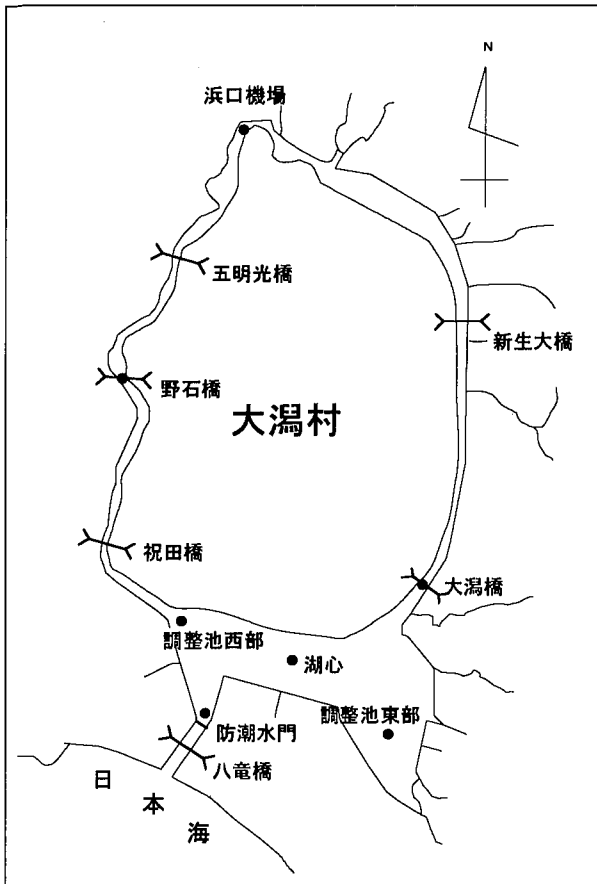 N
浜口機場
五明光橋
新生大橋
野石橋
大潟村
祝田橋
大潟橋
調整池西部
湖心
調整池東部
防潮水門
八竜橋
日本海